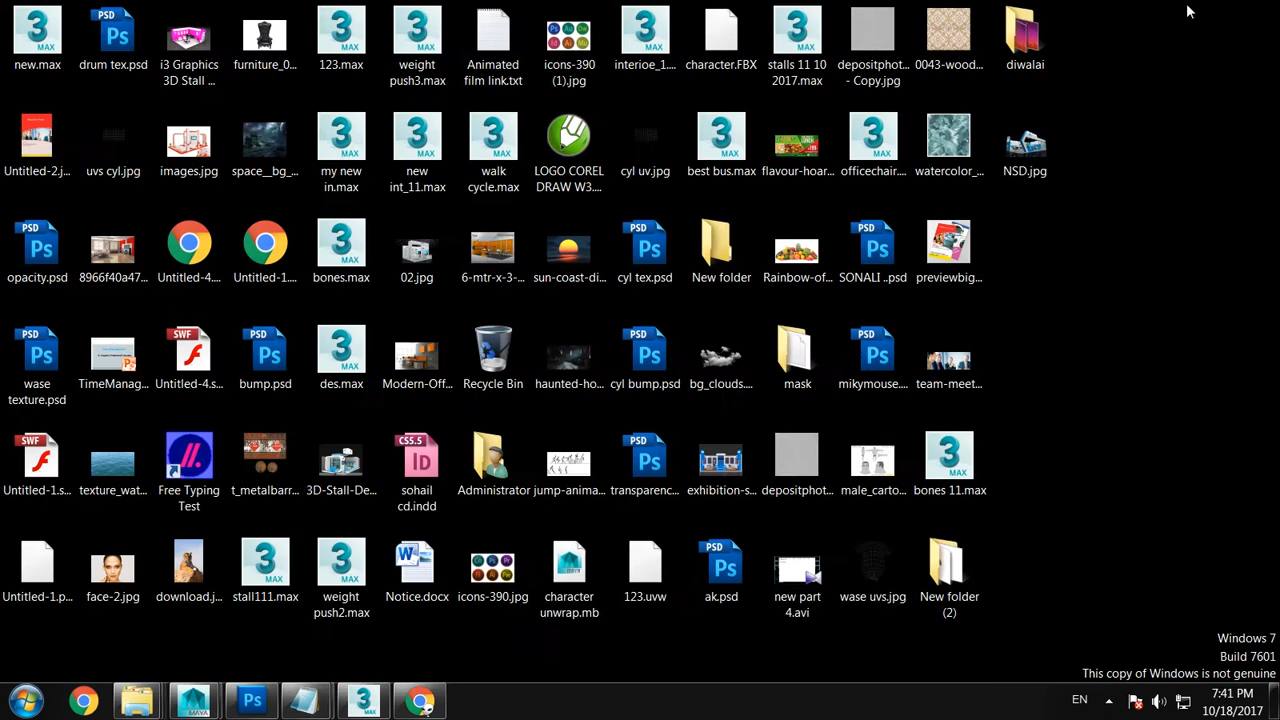 new.max
drum tex.psd
i3 Graphics
3D Stall ...
furniture_0...
123.max
weight
push3.max
Animated
film link.txt
icons-390
(1).jpg
interioe_1....
character.FBX
stalls 11 10
2017.max
depositphot...
- Copy.jpg
0043-wood...
diwalai
Untitled-2.j...
uvs cyl.jpg
images.jpg
space__bg_...
my new
in.max
new
int_11.max
walk
cycle.max
LOGO COREL
DRAW W3....
cyl uv.jpg
best bus.max
flavour-hoar...
officechair....
watercolor_...
NSD.jpg
opacity.psd
8966f40a47...
Untitled-4....
Untitled-1....
bones.max
02.jpg
6-mtr-x-3-...
sun-coast-di...
cyl tex.psd
New folder
Rainbow-of...
SONALI ..psd
previewbig...
wase
texture.psd
TimeManag...
Untitled-4.s...
bump.psd
des.max
Modern-Off...
Recycle Bin
haunted-ho...
cyl bump.psd
bg_clouds....
mask
mikymouse....
team-meet...
Untitled-1.s...
texture_wat...
Free Typing
Test
t_metalbarr...
3D-Stall-De...
sohail
cd.indd
Administrator
jump-anima...
transparenc...
exhibition-s...
depositphot...
male_carto...
bones 11.max
Untitled-1.p...
face-2.jpg
download.j...
stall111.max
weight
push2.max
Notice.docx
icons-390.jpg
character
unwrap.mb
123.uvw
ak.psd
new part
4.avi
wase uvs.jpg
New folder
(2)
Windows 7
Build 7601
This copy of Windows is not genuine
EN
7:41 PM
10/18/2017